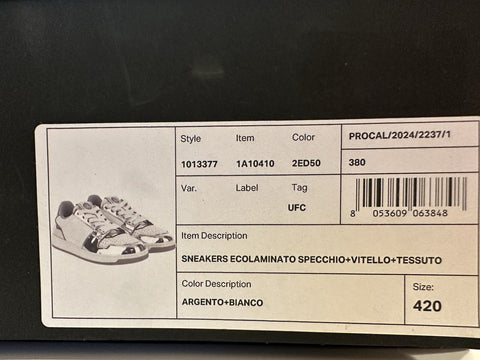 Style Item Color PROCAL/2024/2237/1
1013377 1A10410 2ED50 380
Var. Label Tag
UFC
8 053609 063848
Item Description
SNEAKERS ECOLAMINATO SPECCHIO+VITELLO+TESSUTO
Color Description Size:
ARGENTO+BIANCO 420